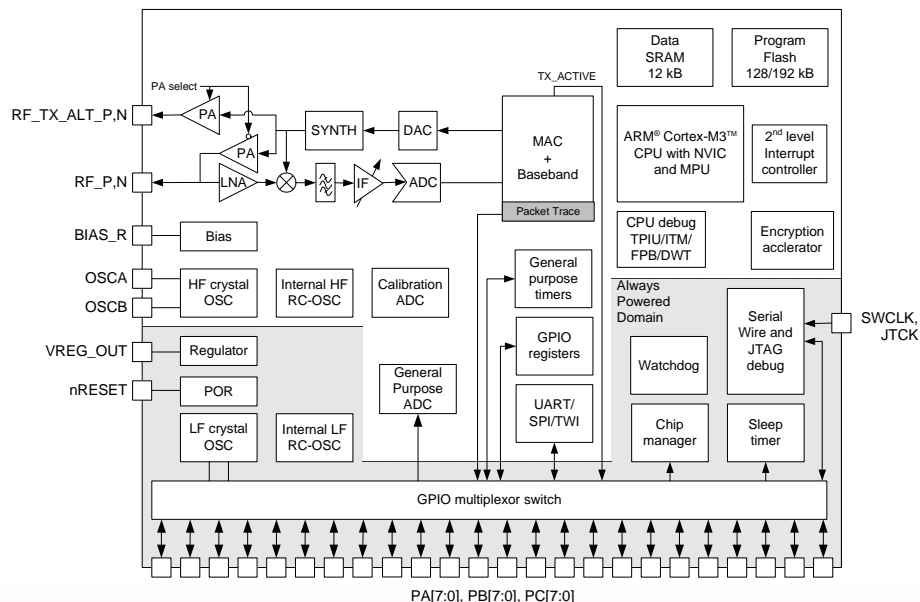 Data
SRAM
12 kB
Program
Flash
128/192 kB
TX_ACTIVE
PA select
RF_TX_ALT_P,N
PA
SYNTH
DAC
MAC
+
Baseband
ARM® Cortex-M3™
CPU with NVIC
and MPU
2nd level
Interrupt
controller
PA
RF_P,N
LNA
IF
ADC
Packet Trace
BIAS_R
Bias
CPU debug
TPIU/ITM/
FPB/DWT
Encryption
acclerator
OSCA
OSCB
HF crystal
OSC
Internal HF
RC-OSC
Calibration
ADC
General
purpose
timers
Always
Powered
Domain
Serial
Wire and
JTAG
debug
SWCLK,
JTCK
VREG_OUT
Regulator
GPIO
registers
Watchdog
nRESET
POR
General
Purpose
ADC
UART/
SPI/TWI
LF crystal
OSC
Internal LF
RC-OSC
Chip
manager
Sleep
timer
GPIO multiplexor switch
PA[7:0], PB[7:0], PC[7:0]